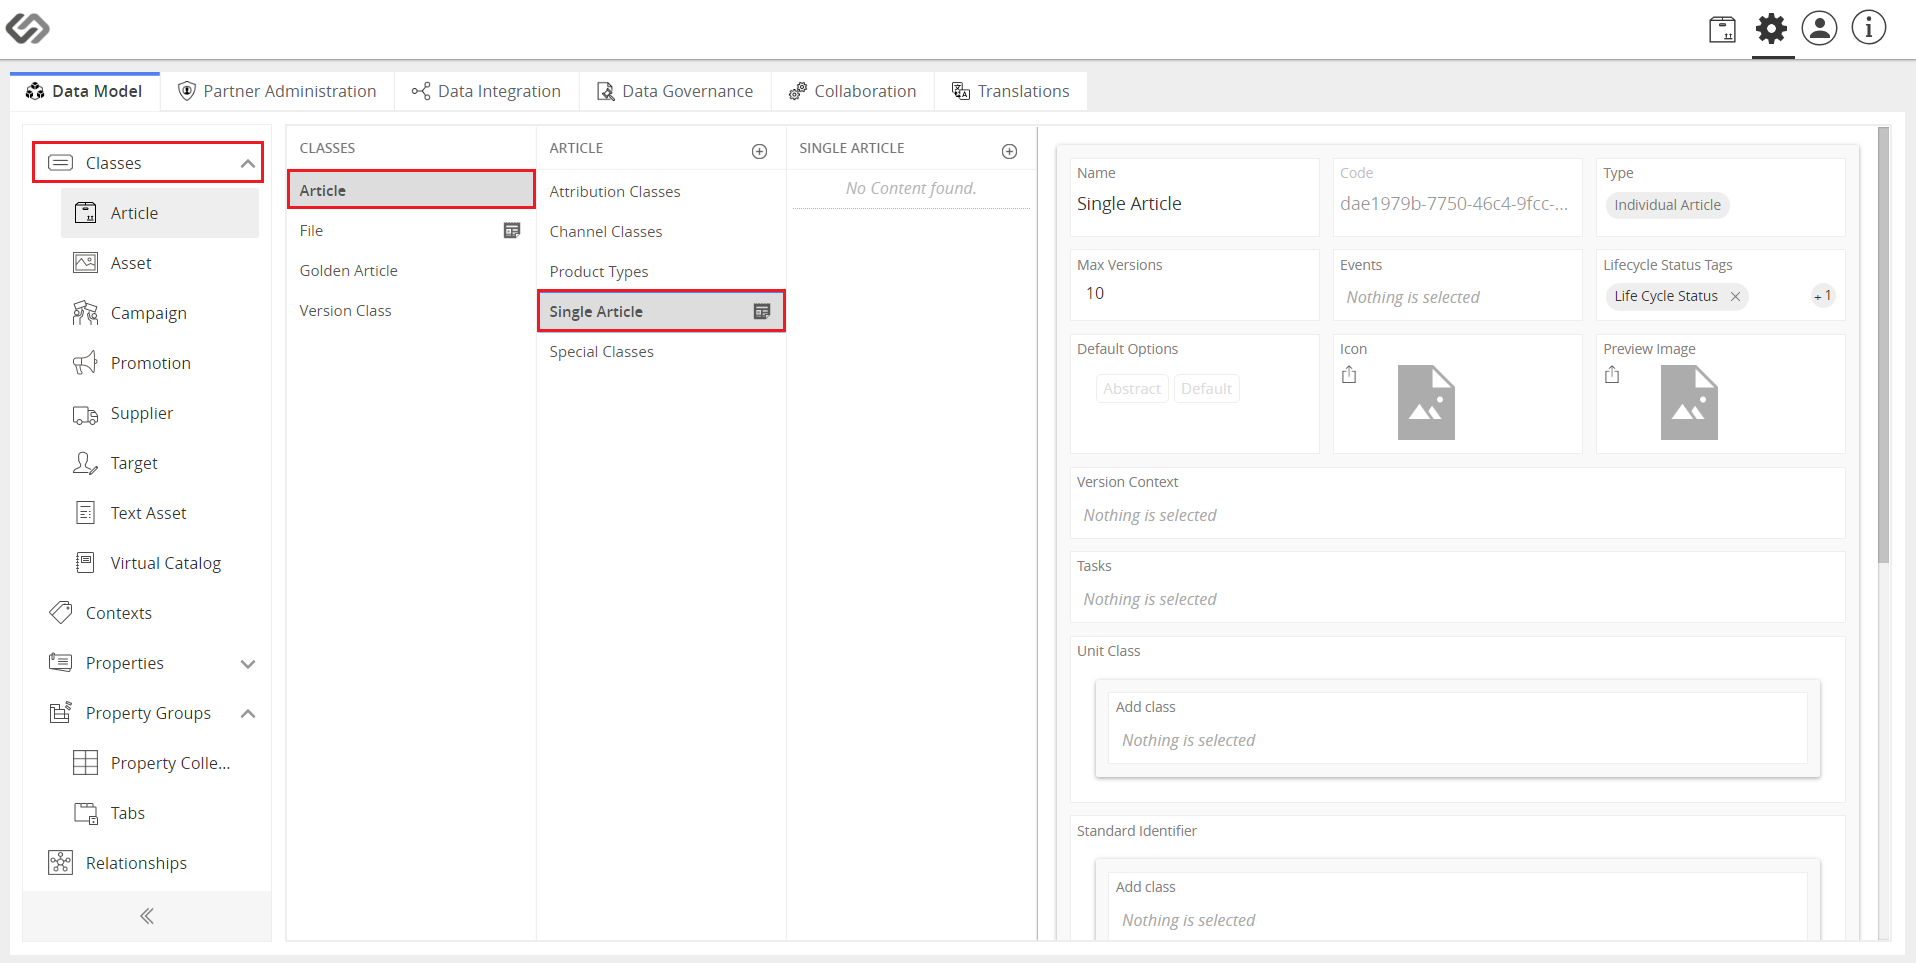 Data Model
Partner Administration
Data Integration
Data Governance
Collaboration
Translations
Classes
Article
Asset
Campaign
Promotion
Supplier
Target
Text Asset
Virtual Catalog
Contexts
Properties
Property Groups
Property Colle...
Tabs
Relationships
CLASSES
Article
File
Golden Article
Version Class
ARTICLE
Attribution Classes
Channel Classes
Product Types
Single Article
Special Classes
SINGLE ARTICLE
No Content found.
Name
Single Article
Code
dae1979b-7750-46c4-9fcc-...
Type
Individual Article
Max Versions
10
Events
Nothing is selected
Lifecycle Status Tags
Life Cycle Status
+1
Default Options
Abstract
Default
Icon
Preview Image
Version Context
Nothing is selected
Tasks
Nothing is selected
Unit Class
Add class
Nothing is selected
Standard Identifier
Add class
Nothing is selected